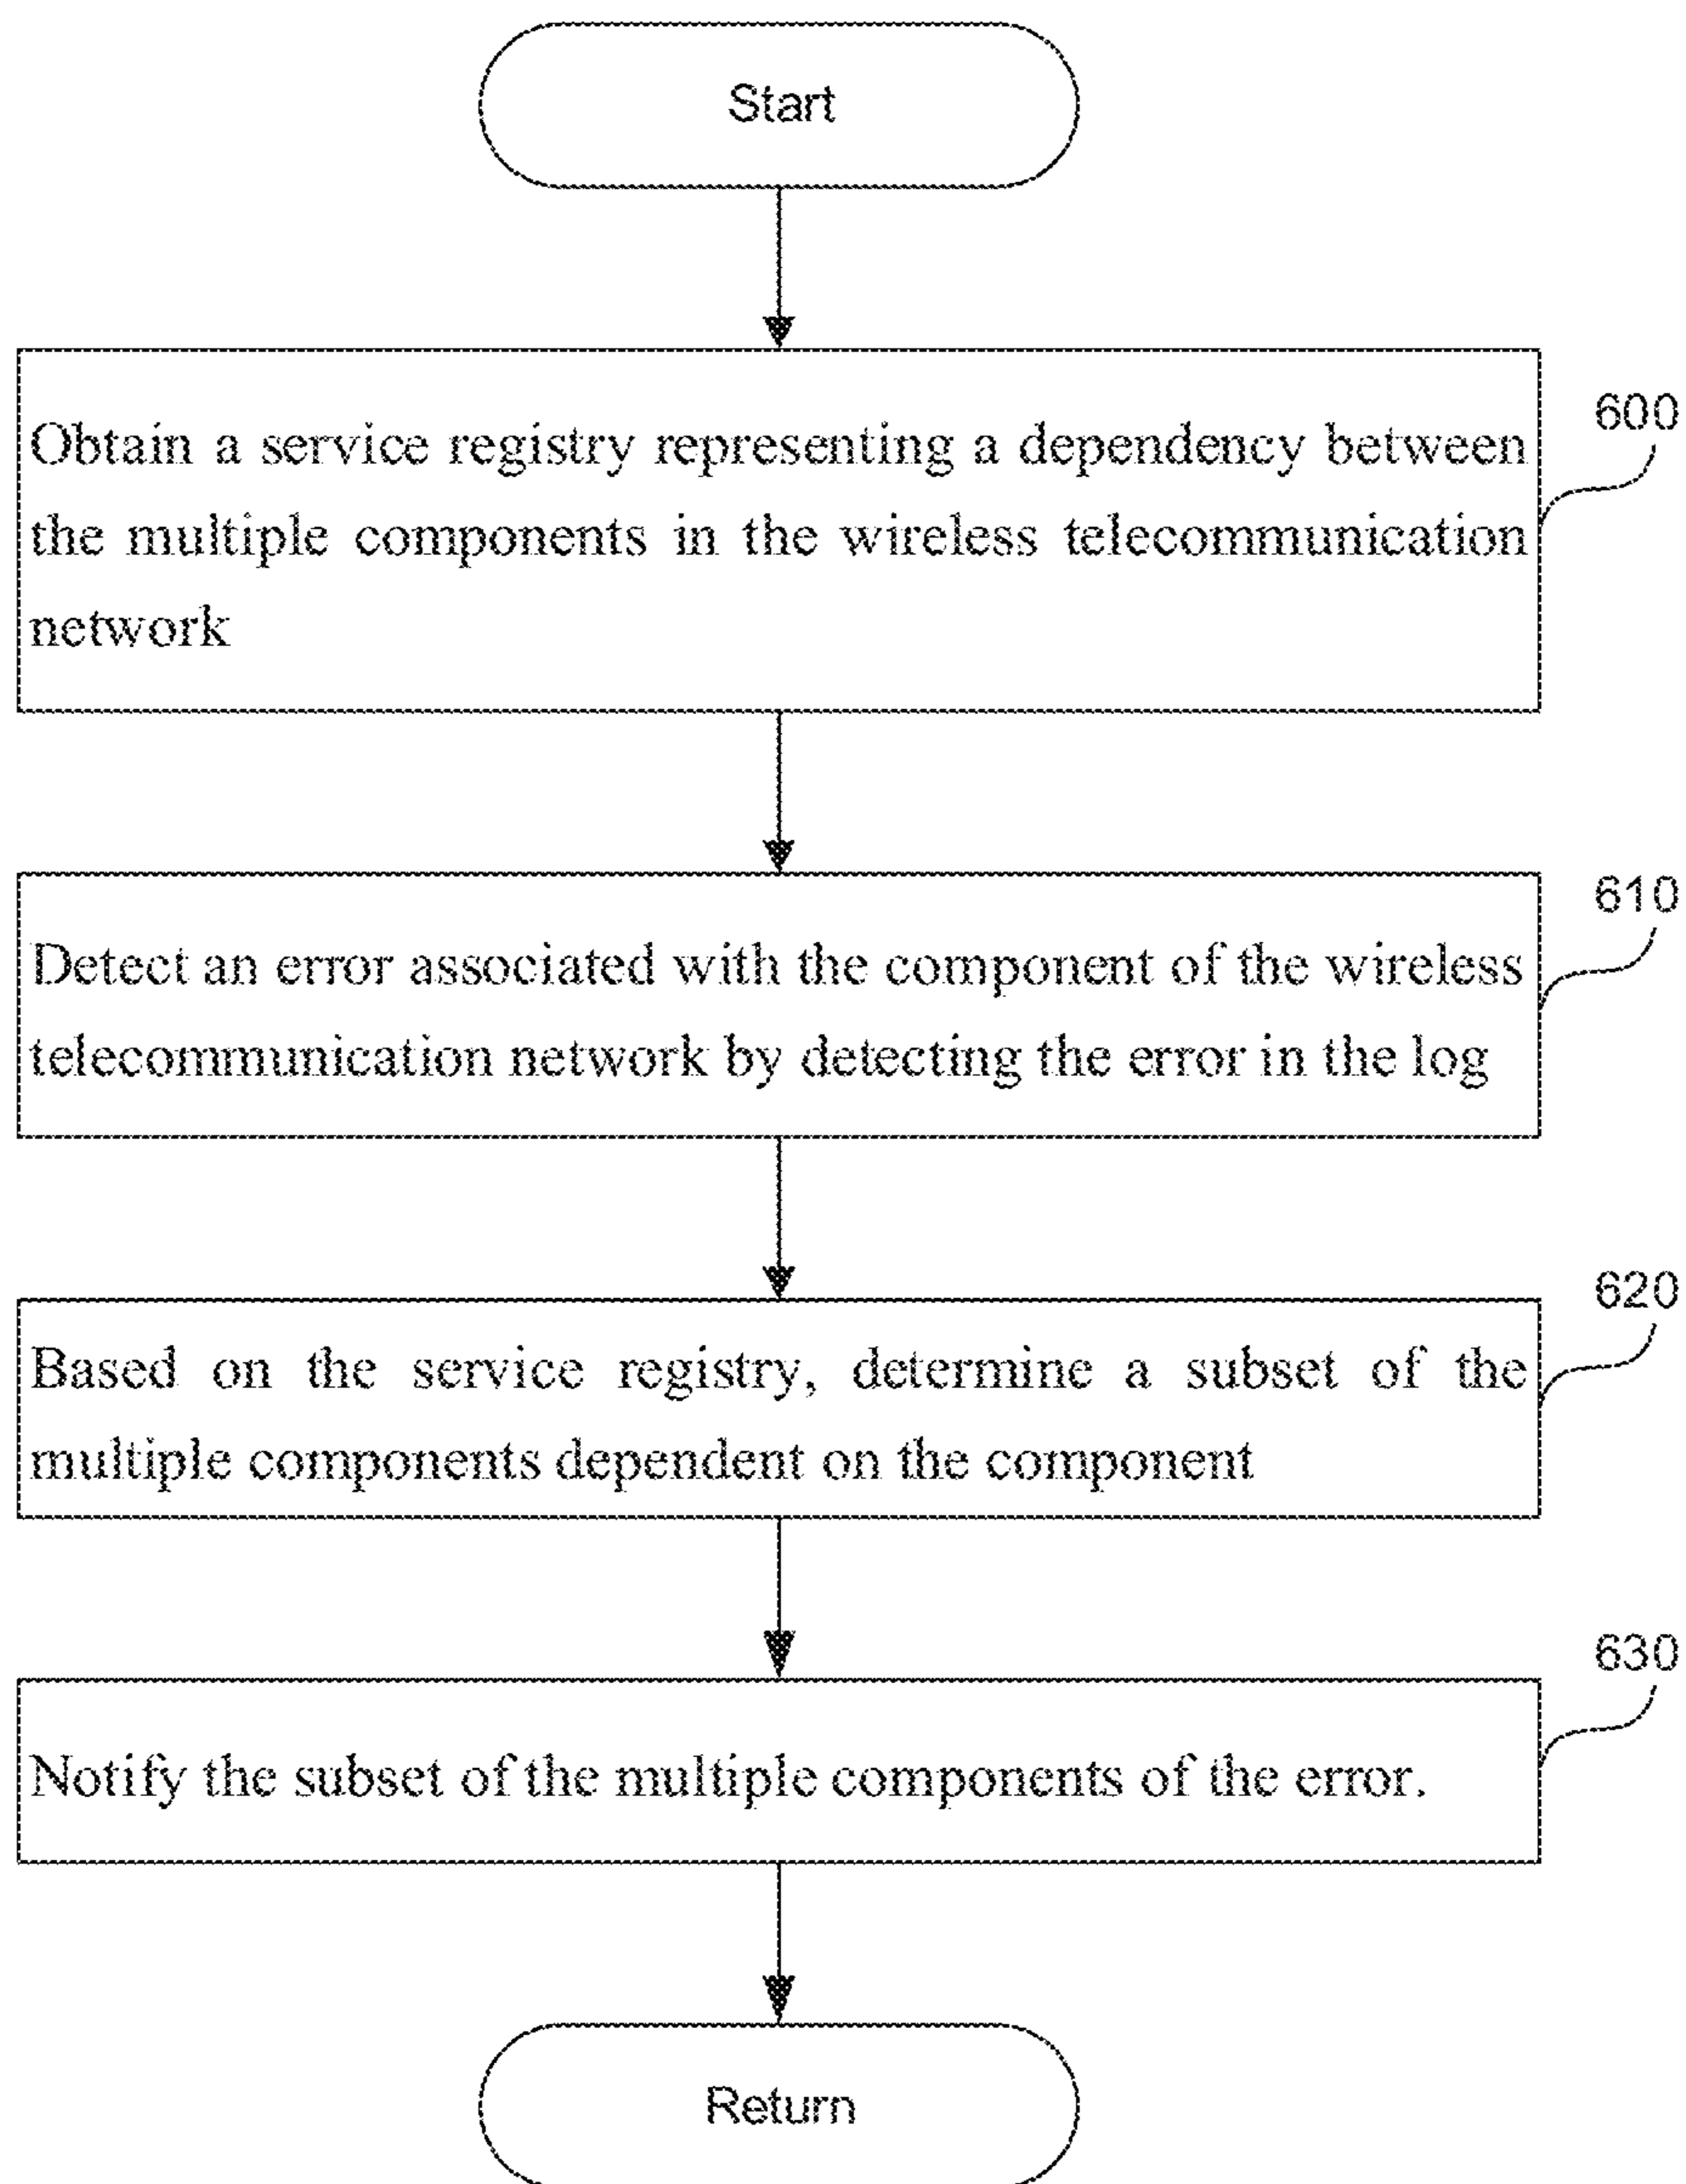 Start
600
Obtain a service registry representing a dependency between
the multiple components in the wireless telecommunication
network
610
Detect an error associated with the component of the wireless
telecommunication network by detecting the error in the log
620
Based on the service registry, determine a subset of the
multiple components dependent on the component
630
Notify the subset of the multiple components of the error.
Return